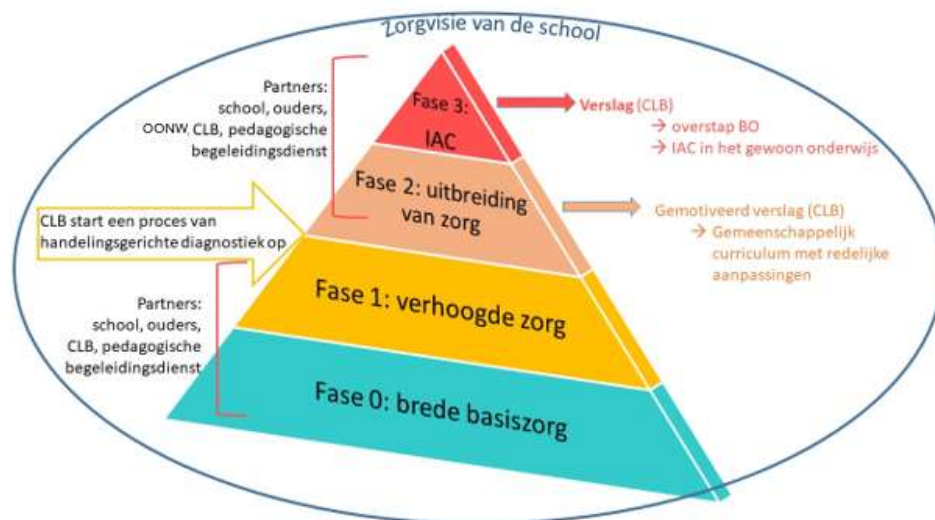 Zorgvisie van de school
Partners:
school, ouders,
OONW, CLB, pedagogische
begeleidingsdienst
Fase 3:
IAC
Verslag (CLB)
→ overstap BO
→ IAC in het gewoon onderwijs
Fase 2: uitbreiding
van zorg
Gemotiveerd verslag (CLB)
→ Gemeenschappelijk
curriculum met redelijke
aanpassingen
CLB start een proces van
handelingsgerichte diagnostiek op
Fase 1: verhoogde zorg
Partners:
school, ouders,
CLB, pedagogische
begeleidingsdienst
Fase 0: brede basiszorg